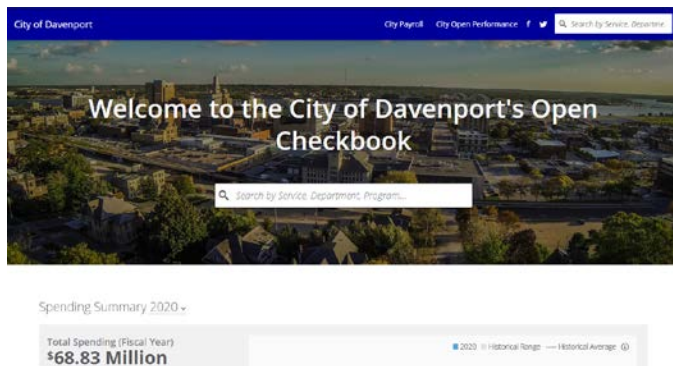 City of Davenport
City Payroll City Open Performance f Search by Service, Departme
Welcome to the City of Davenport's Open
Checkbook
Search by Service, Department, Program...
Spending Summary 2020
Total Spending (Fiscal Year)
$68.83 Million
2020 Historical Range Historical Average